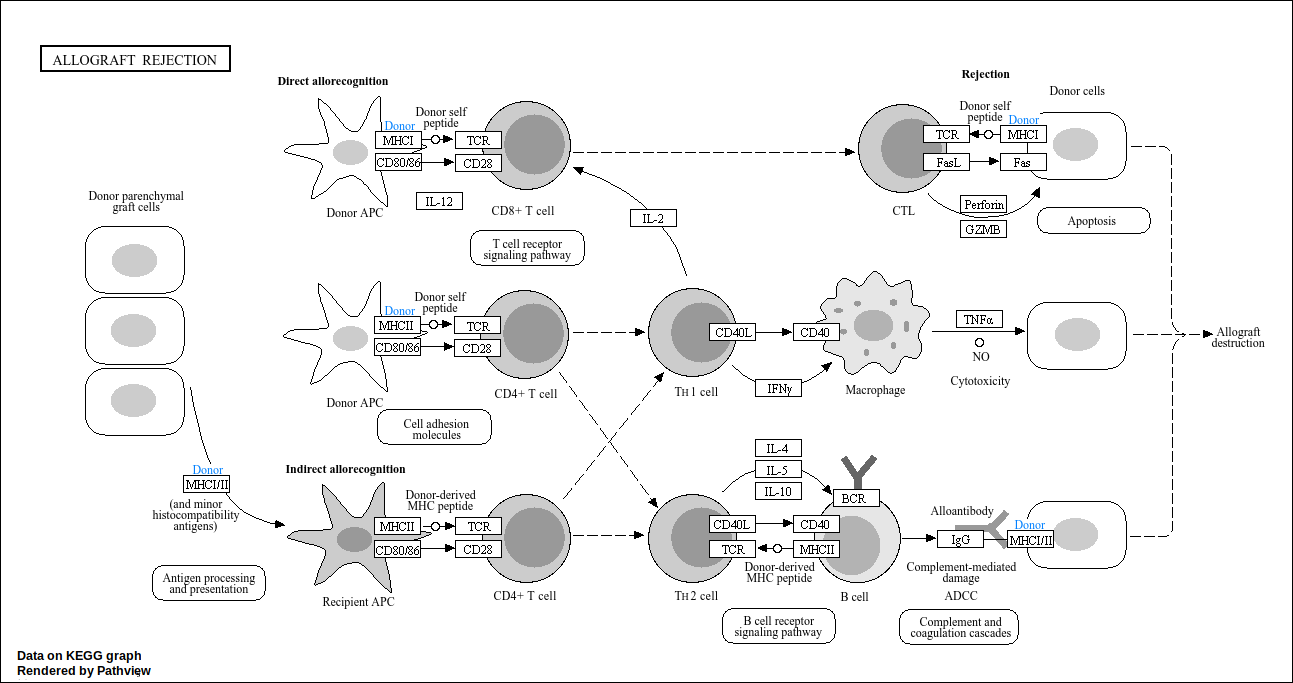 ALLOGRAFT REJECTION
Direct allorecognition
Donor
Donor self
peptide
MHCI
TCR
CD80/86
CD28
IL-12
Donor APC
CD8+ T cell
T cell receptor
signaling pathway
IL-2
Rejection
Donor cells
Donor self
peptide
Donor
TCR
MHCI
FasL
Fas
CTL
Perforin
GZMB
Apoptosis
Donor parenchymal
graft cells
Donor
Donor self
peptide
MHCII
TCR
CD80/86
CD28
Donor APC
CD4+ T cell
Cell adhesion
molecules
CD40L
CD40
IFNγ
TH 1 cell
Macrophage
TNFα
NO
Cytotoxicity
Allograft
destruction
Donor
MHCI/II
(and minor
histocompatibility
antigens)
Antigen processing
and presentation
Indirect allorecognition
Donor-derived
MHC peptide
MHCII
TCR
CD80/86
CD28
Recipient APC
CD4+ T cell
IL-4
IL-5
IL-10
BCR
CD40L
CD40
TCR
MHCII
Donor-derived
MHC peptide
TH 2 cell
B cell
B cell receptor
signaling pathway
Alloantibody
Donor
IgG
MHCI/II
Complement-mediated
damage
ADCC
Complement and
coagulation cascades
Data on KEGG graph
Rendered by Pathview